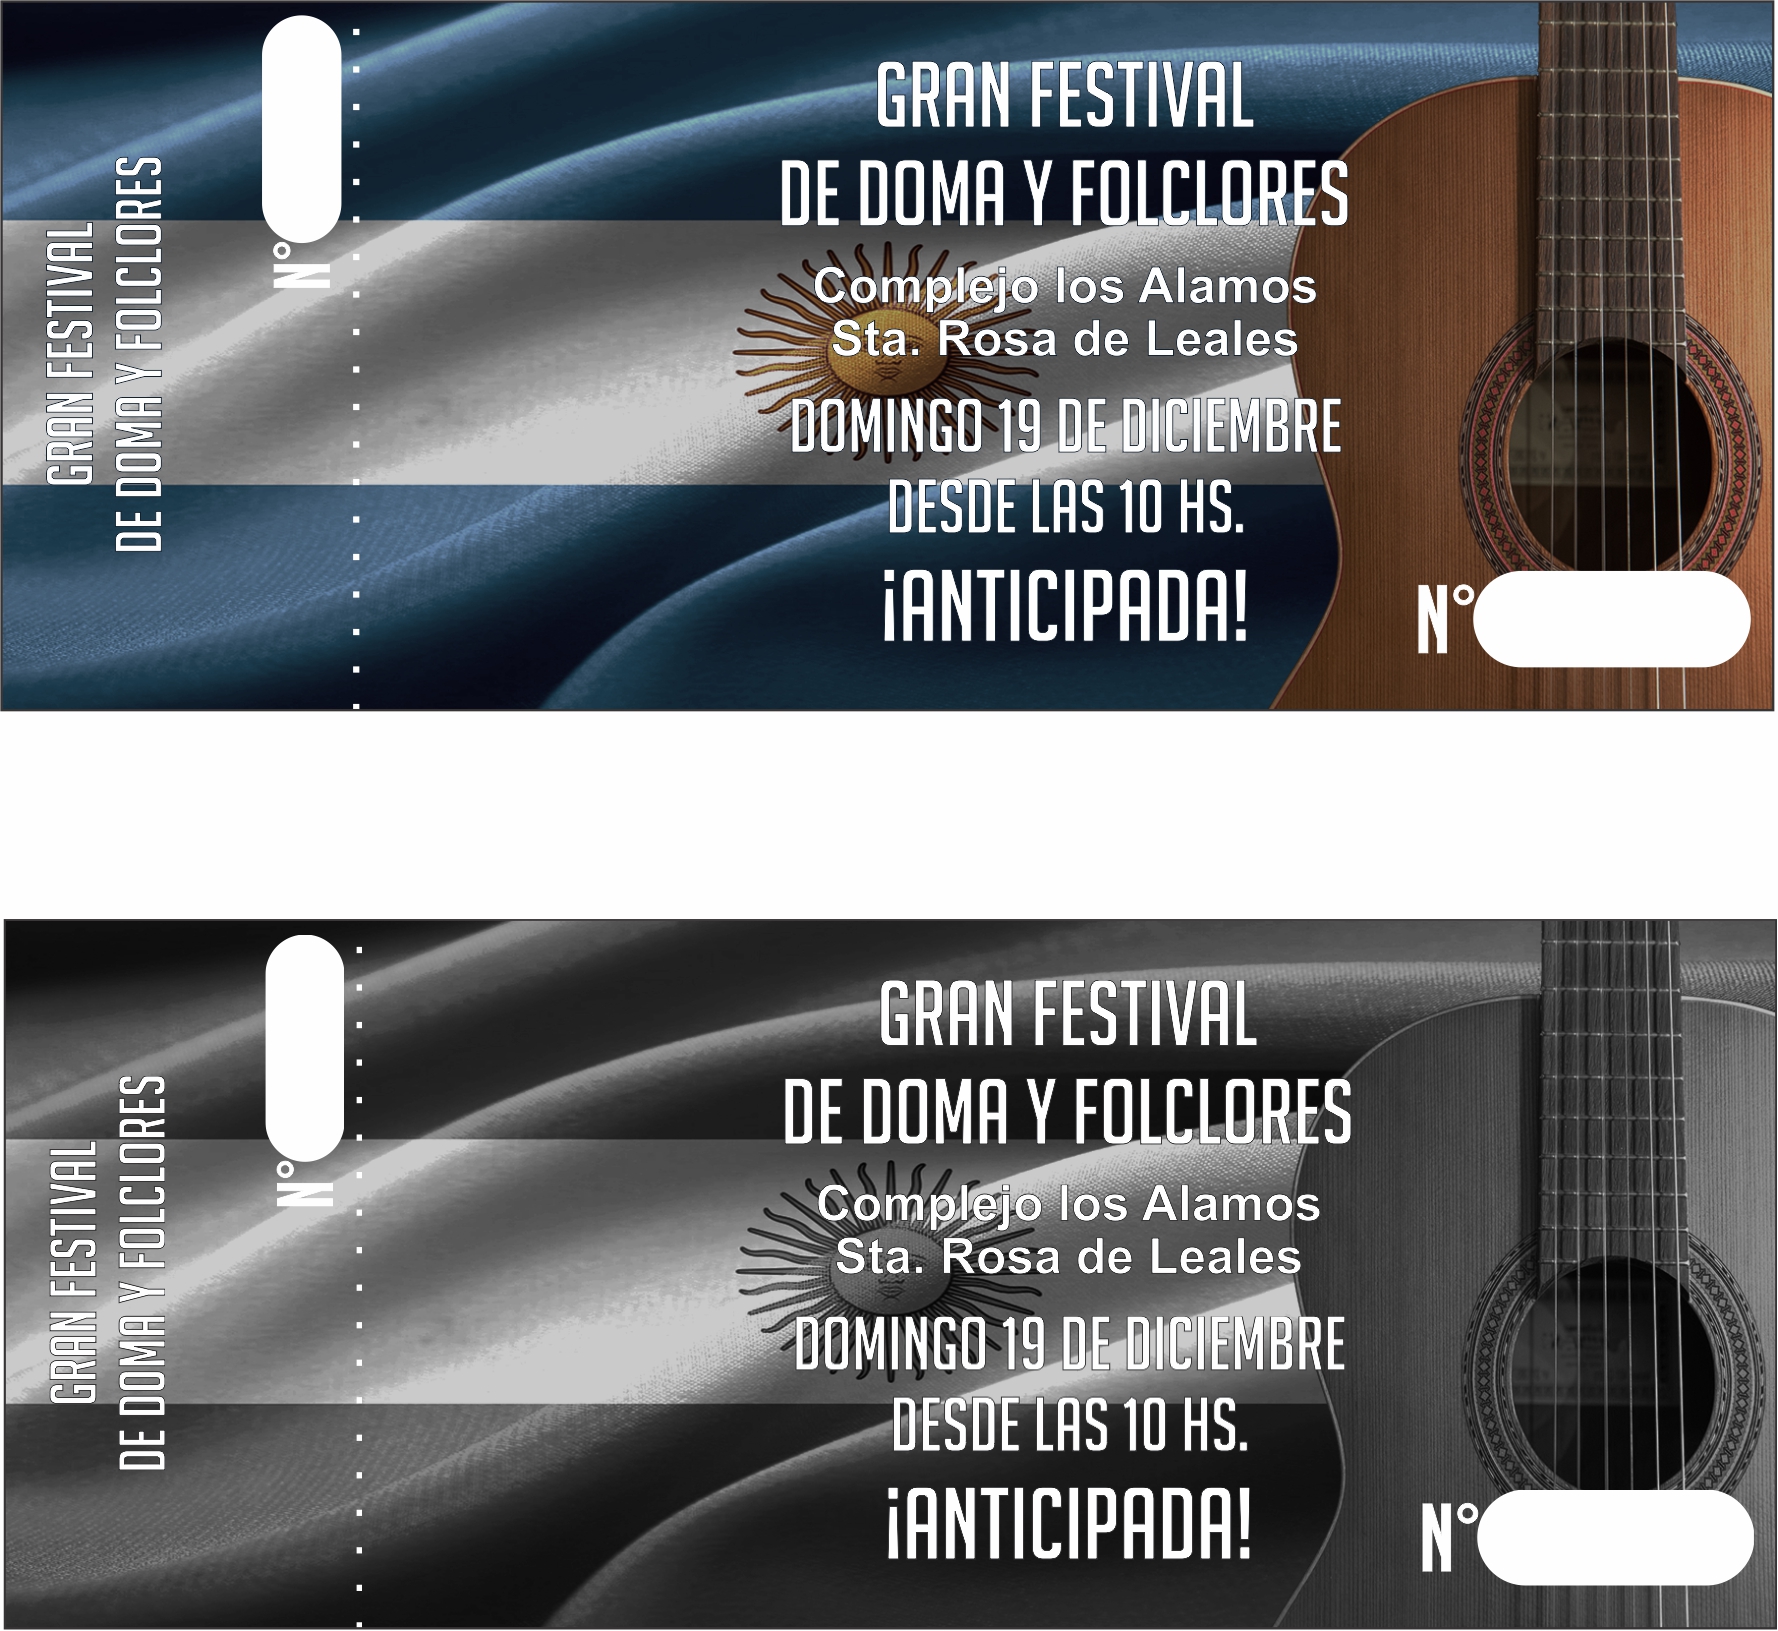 GRAN FESTIVAL
DE DOMA Y FOLCLORES
N°
GRAN FESTIVAL
DE DOMA Y FOLCLORES
Complejo los Alamos
Sta. Rosa de Leales
DOMINGO 19 DE DICIEMBRE
DESDE LAS 10 HS.
¡ANTICIPADA!
N°
GRAN FESTIVAL
DE DOMA Y FOLCLORES
N°
GRAN FESTIVAL
DE DOMA Y FOLCLORES
Complejo los Alamos
Sta. Rosa de Leales
DOMINGO 19 DE DICIEMBRE
DESDE LAS 10 HS.
¡ANTICIPADA!
N°